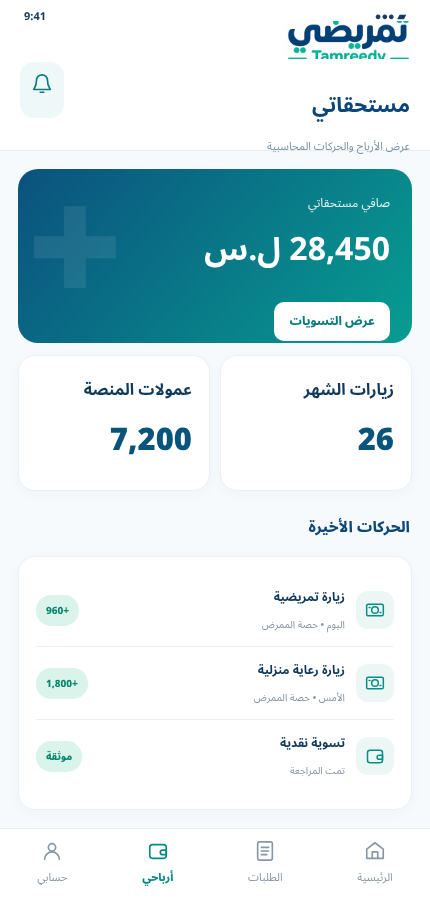 9:41
تمريضي
Tamreedy
مستحقاتي
عرض الأرباح والحركات المحاسبية
صافي مستحقاتي
28,450 ل.س
عرض التسويات
زيارات الشهر
26
عمولات المنصة
7,200
الحركات الأخيرة
زيارة تمريضية
اليوم • حصة الممرض
+960
زيارة رعاية منزلية
الأمس • حصة الممرض
+1,800
تسوية نقدية
تمت المراجعة
موثقة
الرئيسية
الطلبات
أرباحي
حسابي